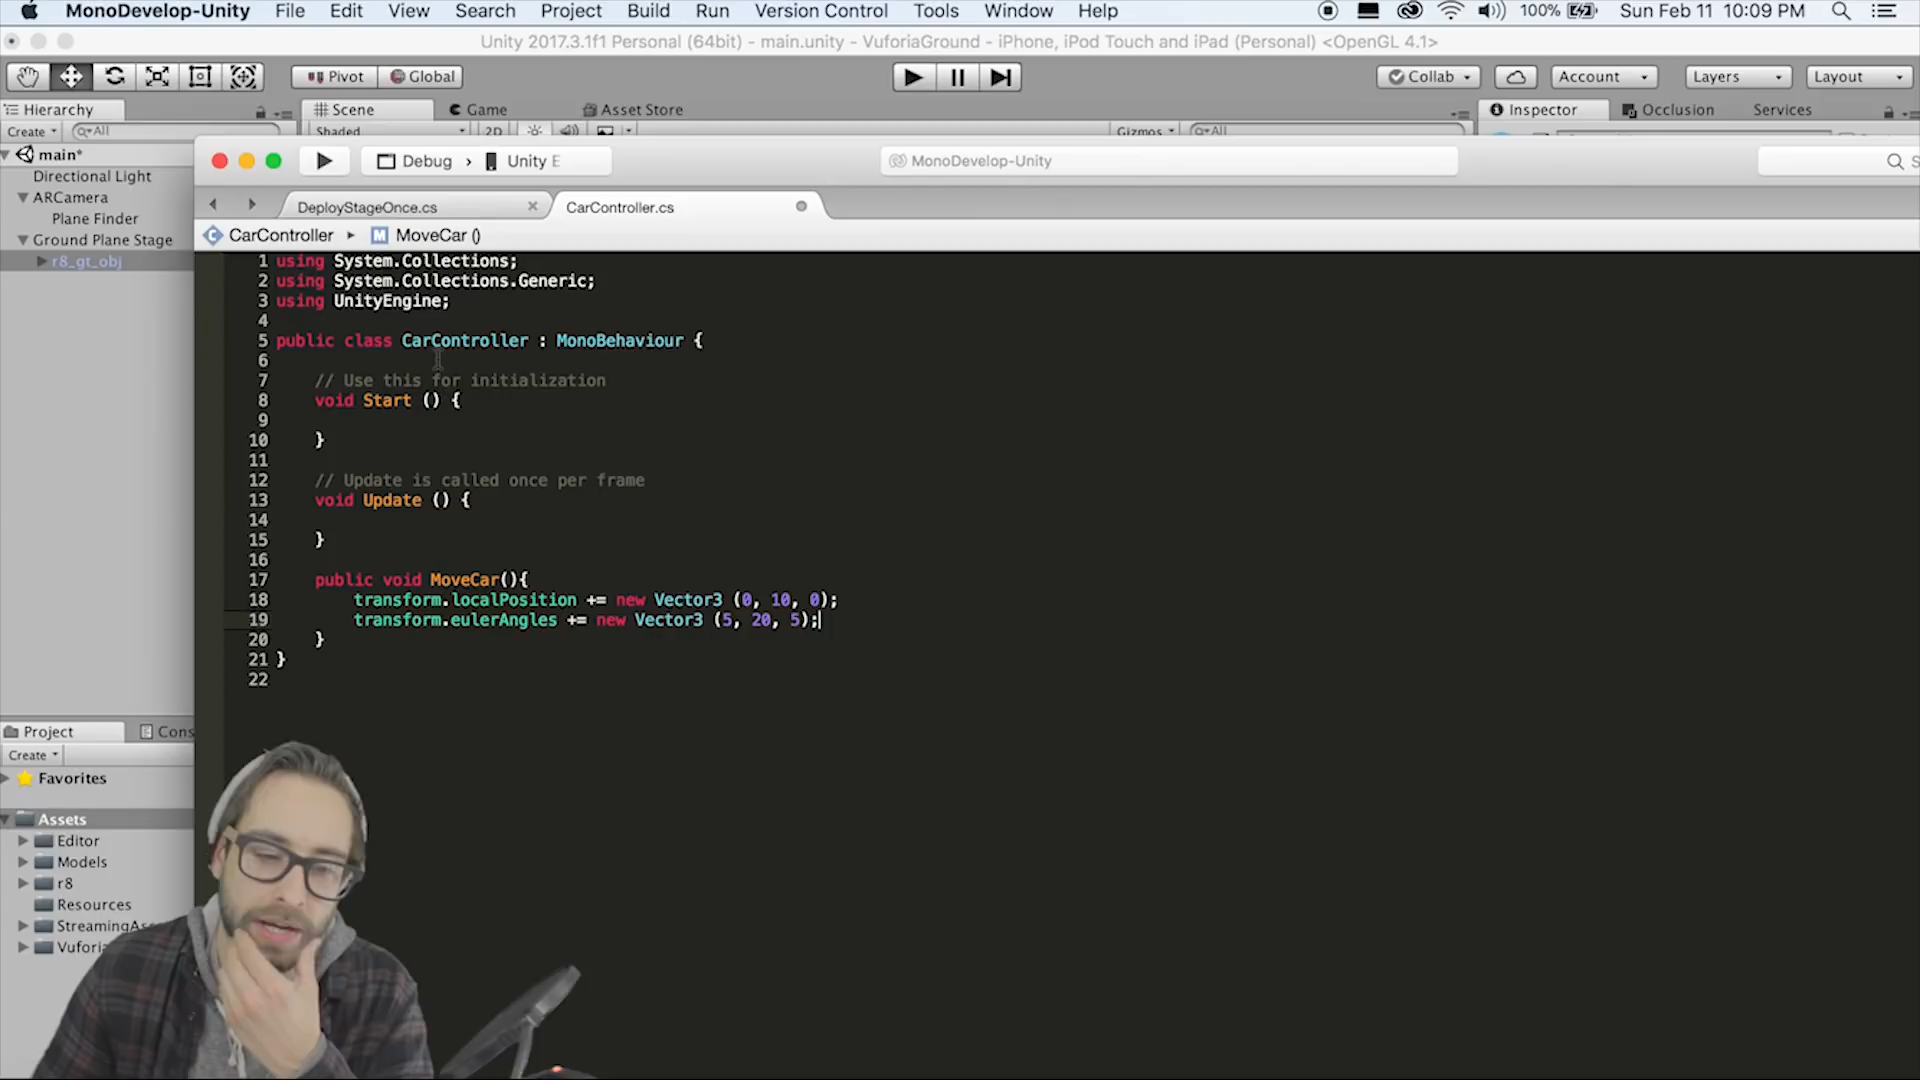 MonoDevelop-Unity File Edit View Search Project Build Run Version Control Tools Window Help 100% Sun Feb 11 10:09 PM
Unity 2017.3.1f1 Personal (64bit) - main.unity - VuforiaGround - iPhone, iPod Touch and iPad (Personal) <OpenGL 4.1>
Pivot Global Collab Account Layers Layout
Hierarchy Scene Game Asset Store Inspector Occlusion Services
Create All Shaded 2D Gizmos All
main*
Directional Light
ARCamera
Plane Finder
Ground Plane Stage
r8_gt_obj
Debug › Unity E MonoDevelop-Unity S
DeployStageOnce.cs CarController.cs
CarController MoveCar ()
1 using System.Collections;
2 using System.Collections.Generic;
3 using UnityEngine;
4
5 public class CarController : MonoBehaviour {
6
7 // Use this for initialization
8 void Start () {
9
10 }
11
12 // Update is called once per frame
13 void Update () {
14
15 }
16
17 public void MoveCar(){
18 transform.localPosition += new Vector3 (0, 10, 0);
19 transform.eulerAngles += new Vector3 (5, 20, 5);
20 }
21 }
22
Project Cons
Create
Favorites
Assets
Editor
Models
r8
Resources
StreamingAs
Vuforia